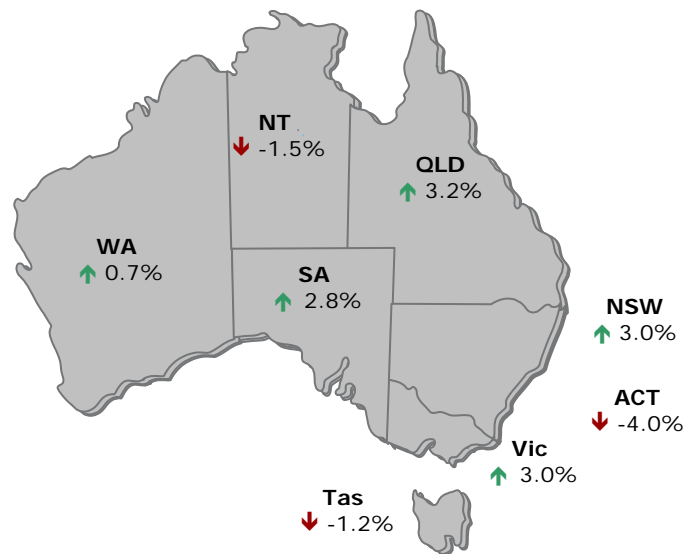 NT
-1.5%
QLD
3.2%
WA
0.7%
SA
2.8%
NSW
3.0%
ACT
-4.0%
Vic
3.0%
Tas
-1.2%